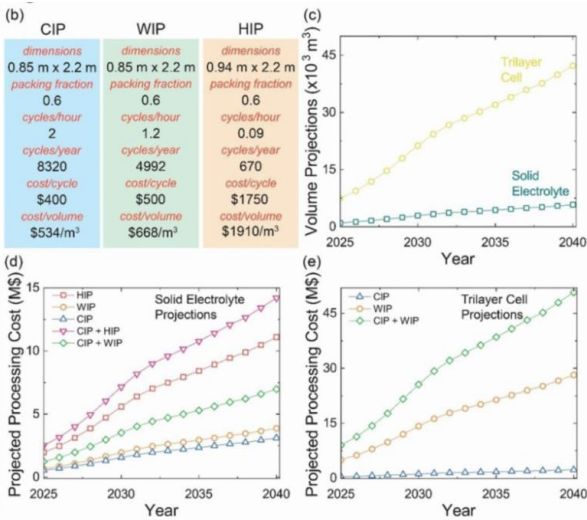 (b)
CIP WIP HIP
dimensions dimensions dimensions
0.85 m x 2.2 m 0.85 m x 2.2 m 0.94 m x 2.2 m
packing fraction packing fraction packing fraction
0.6 0.6 0.6
cycles/hour cycles/hour cycles/hour
2 1.2 0.09
cycles/year cycles/year cycles/year
8320 4992 670
cost/cycle cost/cycle cost/cycle
$400 $500 $1750
cost/volume cost/volume cost/volume
$534/m³ $668/m³ $1910/m³
(c)
Volume Projections (x10³ m³)
45
30
15
0
Trilayer
Cell
Solid
Electrolyte
2025 2030 2035 2040
Year
(d)
Projected Processing Cost (M$)
15
10
5
0
HIP
WIP
CIP
CIP + HIP
CIP + WIP
Solid Electrolyte
Projections
2025 2030 2035 2040
Year
(e)
Projected Processing Cost (M$)
45
30
15
0
CIP
WIP
CIP + WIP
Trilayer Cell
Projections
2025 2030 2035 2040
Year